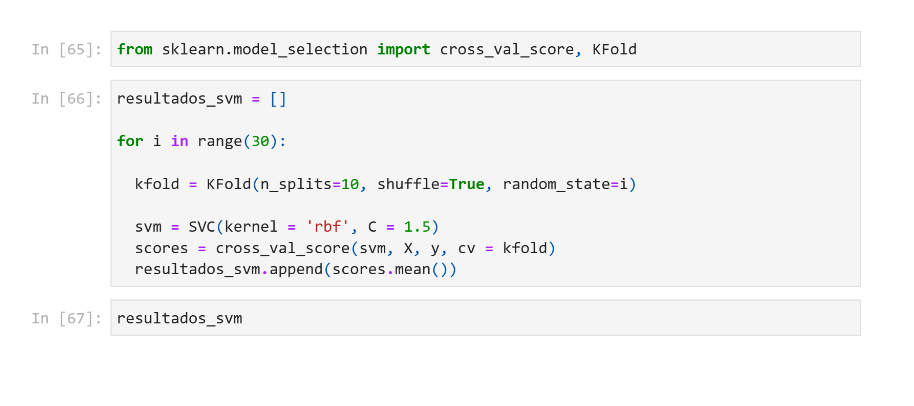 In [65]: from sklearn.model_selection import cross_val_score, KFold
In [66]: resultados_svm = []
for i in range(30):
kfold = KFold(n_splits=10, shuffle=True, random_state=i)
svm = SVC(kernel = 'rbf', C = 1.5)
scores = cross_val_score(svm, X, y, cv = kfold)
resultados_svm.append(scores.mean())
In [67]: resultados_svm